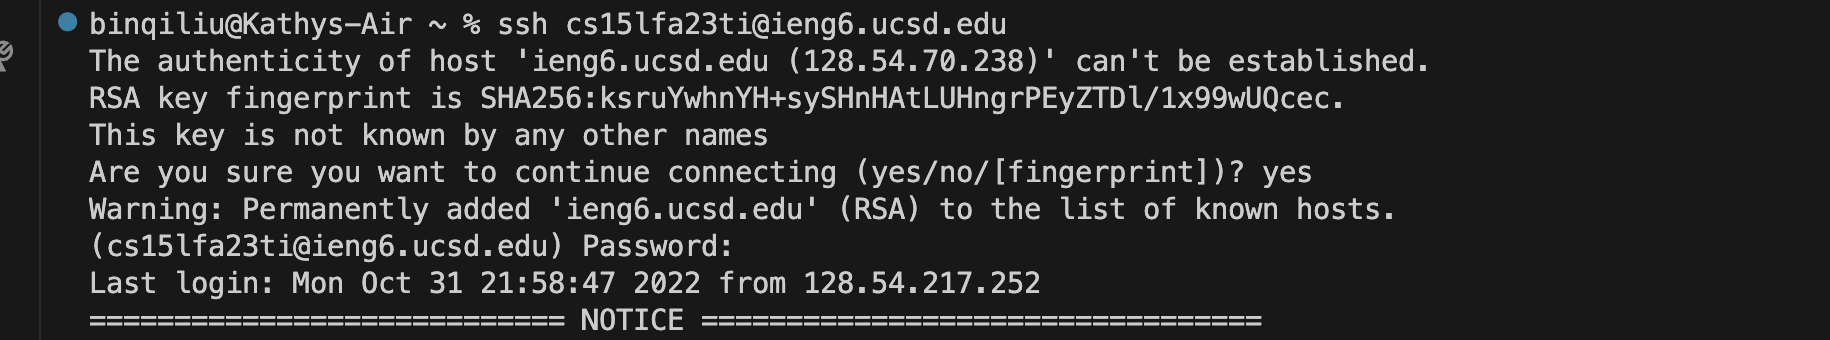 binqiliu@Kathys-Air ~ % ssh cs15lfa23ti@ieng6.ucsd.edu
The authenticity of host 'ieng6.ucsd.edu (128.54.70.238)' can't be established.
RSA key fingerprint is SHA256:ksruYwhnYH+sySHnHAtLUHngrPEyZTDl/1x99wUQcec.
This key is not known by any other names
Are you sure you want to continue connecting (yes/no/[fingerprint])? yes
Warning: Permanently added 'ieng6.ucsd.edu' (RSA) to the list of known hosts.
(cs15lfa23ti@ieng6.ucsd.edu) Password:
Last login: Mon Oct 31 21:58:47 2022 from 128.54.217.252
============================ NOTICE =================================